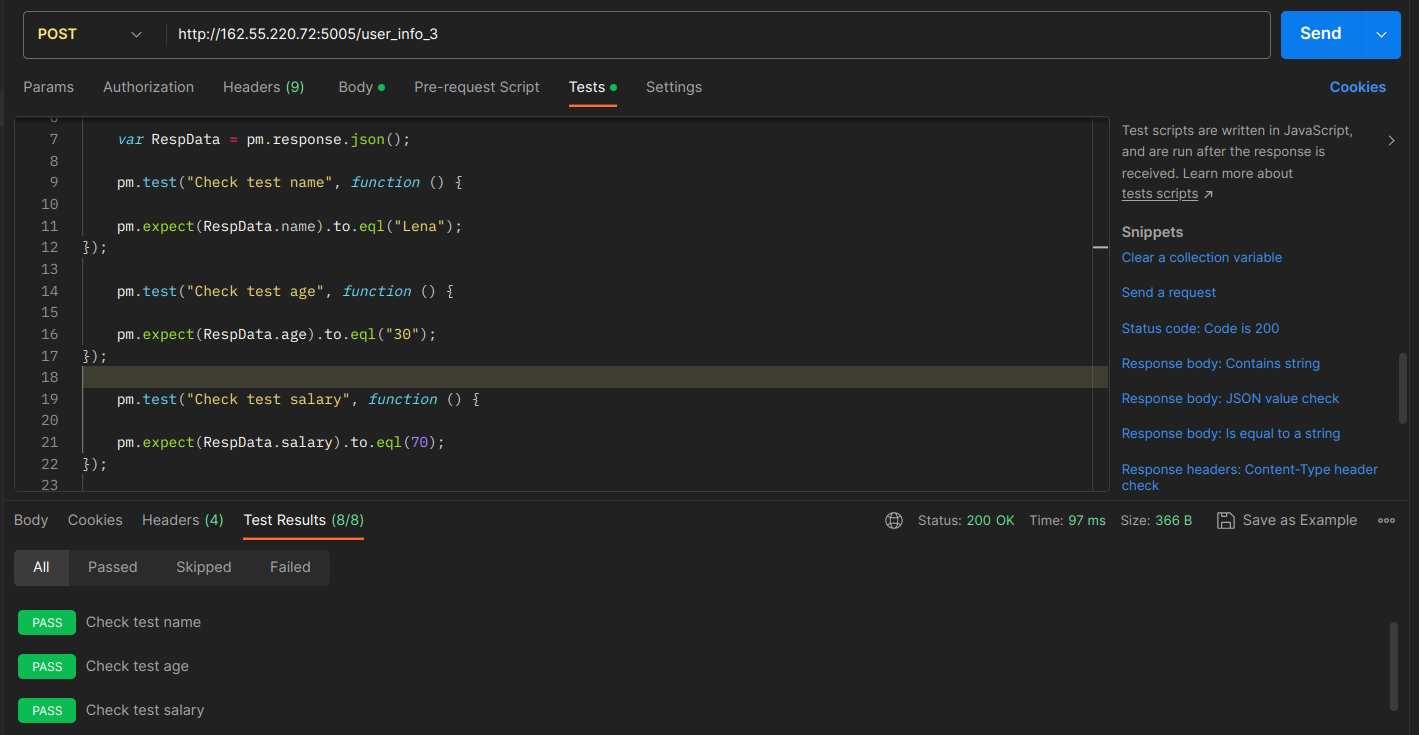 POST http://162.55.220.72:5005/user_info_3 Send
Params Authorization Headers (9) Body Pre-request Script Tests Settings Cookies
7 var RespData = pm.response.json();
8
9 pm.test("Check test name", function () {
10
11 pm.expect(RespData.name).to.eql("Lena");
12 });
13
14 pm.test("Check test age", function () {
15
16 pm.expect(RespData.age).to.eql("30");
17 });
18
19 pm.test("Check test salary", function () {
20
21 pm.expect(RespData.salary).to.eql(70);
22 });
23
Test scripts are written in JavaScript,
and are run after the response is
received. Learn more about
tests scripts ↗
Snippets
Clear a collection variable
Send a request
Status code: Code is 200
Response body: Contains string
Response body: JSON value check
Response body: Is equal to a string
Response headers: Content-Type header
check
Body Cookies Headers (4) Test Results (8/8) Status: 200 OK Time: 97 ms Size: 366 B Save as Example
All Passed Skipped Failed
PASS Check test name
PASS Check test age
PASS Check test salary